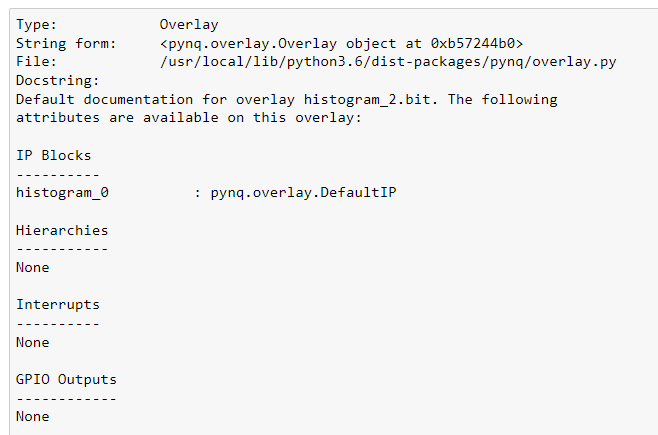 Type:            Overlay
String form:     <pynq.overlay.Overlay object at 0xb57244b0>
File:            /usr/local/lib/python3.6/dist-packages/pynq/overlay.py
Docstring:
Default documentation for overlay histogram_2.bit. The following
attributes are available on this overlay:

IP Blocks
----------
histogram_0          : pynq.overlay.DefaultIP

Hierarchies
-----------
None

Interrupts
----------
None

GPIO Outputs
------------
None